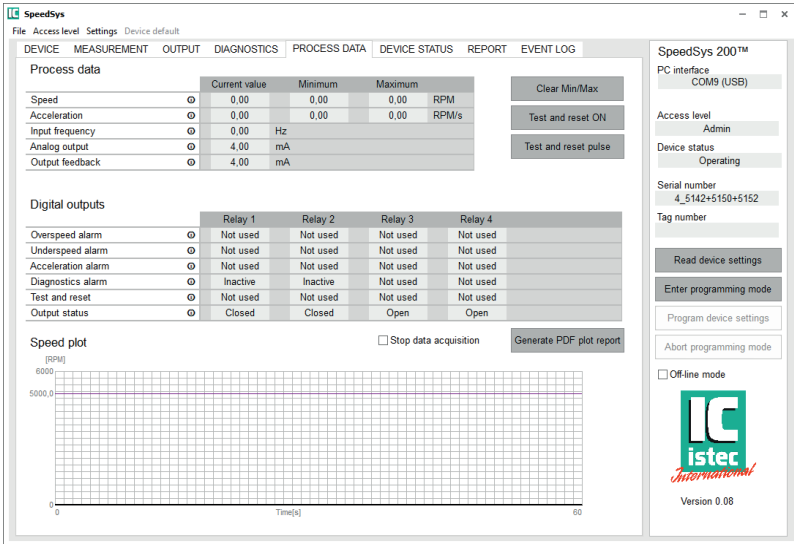 SpeedSys
File Access level Settings Device default
DEVICE MEASUREMENT OUTPUT DIAGNOSTICS PROCESS DATA DEVICE STATUS REPORT EVENT LOG
Process data
Current value Minimum Maximum
Speed 0,00 0,00 0,00 RPM
Acceleration 0,00 0,00 0,00 RPM/s
Input frequency 0,00 Hz
Analog output 4,00 mA
Output feedback 4,00 mA
Clear Min/Max
Test and reset ON
Test and reset pulse
Digital outputs
Relay 1 Relay 2 Relay 3 Relay 4
Overspeed alarm Not used Not used Not used Not used
Underspeed alarm Not used Not used Not used Not used
Acceleration alarm Not used Not used Not used Not used
Diagnostics alarm Inactive Inactive Not used Not used
Test and reset Not used Not used Not used Not used
Output status Closed Closed Open Open
Speed plot
Stop data acquisition
Generate PDF plot report
[RPM]
6000
5000,0
0
0 Time[s] 60
SpeedSys 200™
PC interface
COM9 (USB)
Access level
Admin
Device status
Operating
Serial number
4_5142+5150+5152
Tag number
Read device settings
Enter programming mode
Program device settings
Abort programming mode
Off-line mode
IC
istec
International
Version 0.08